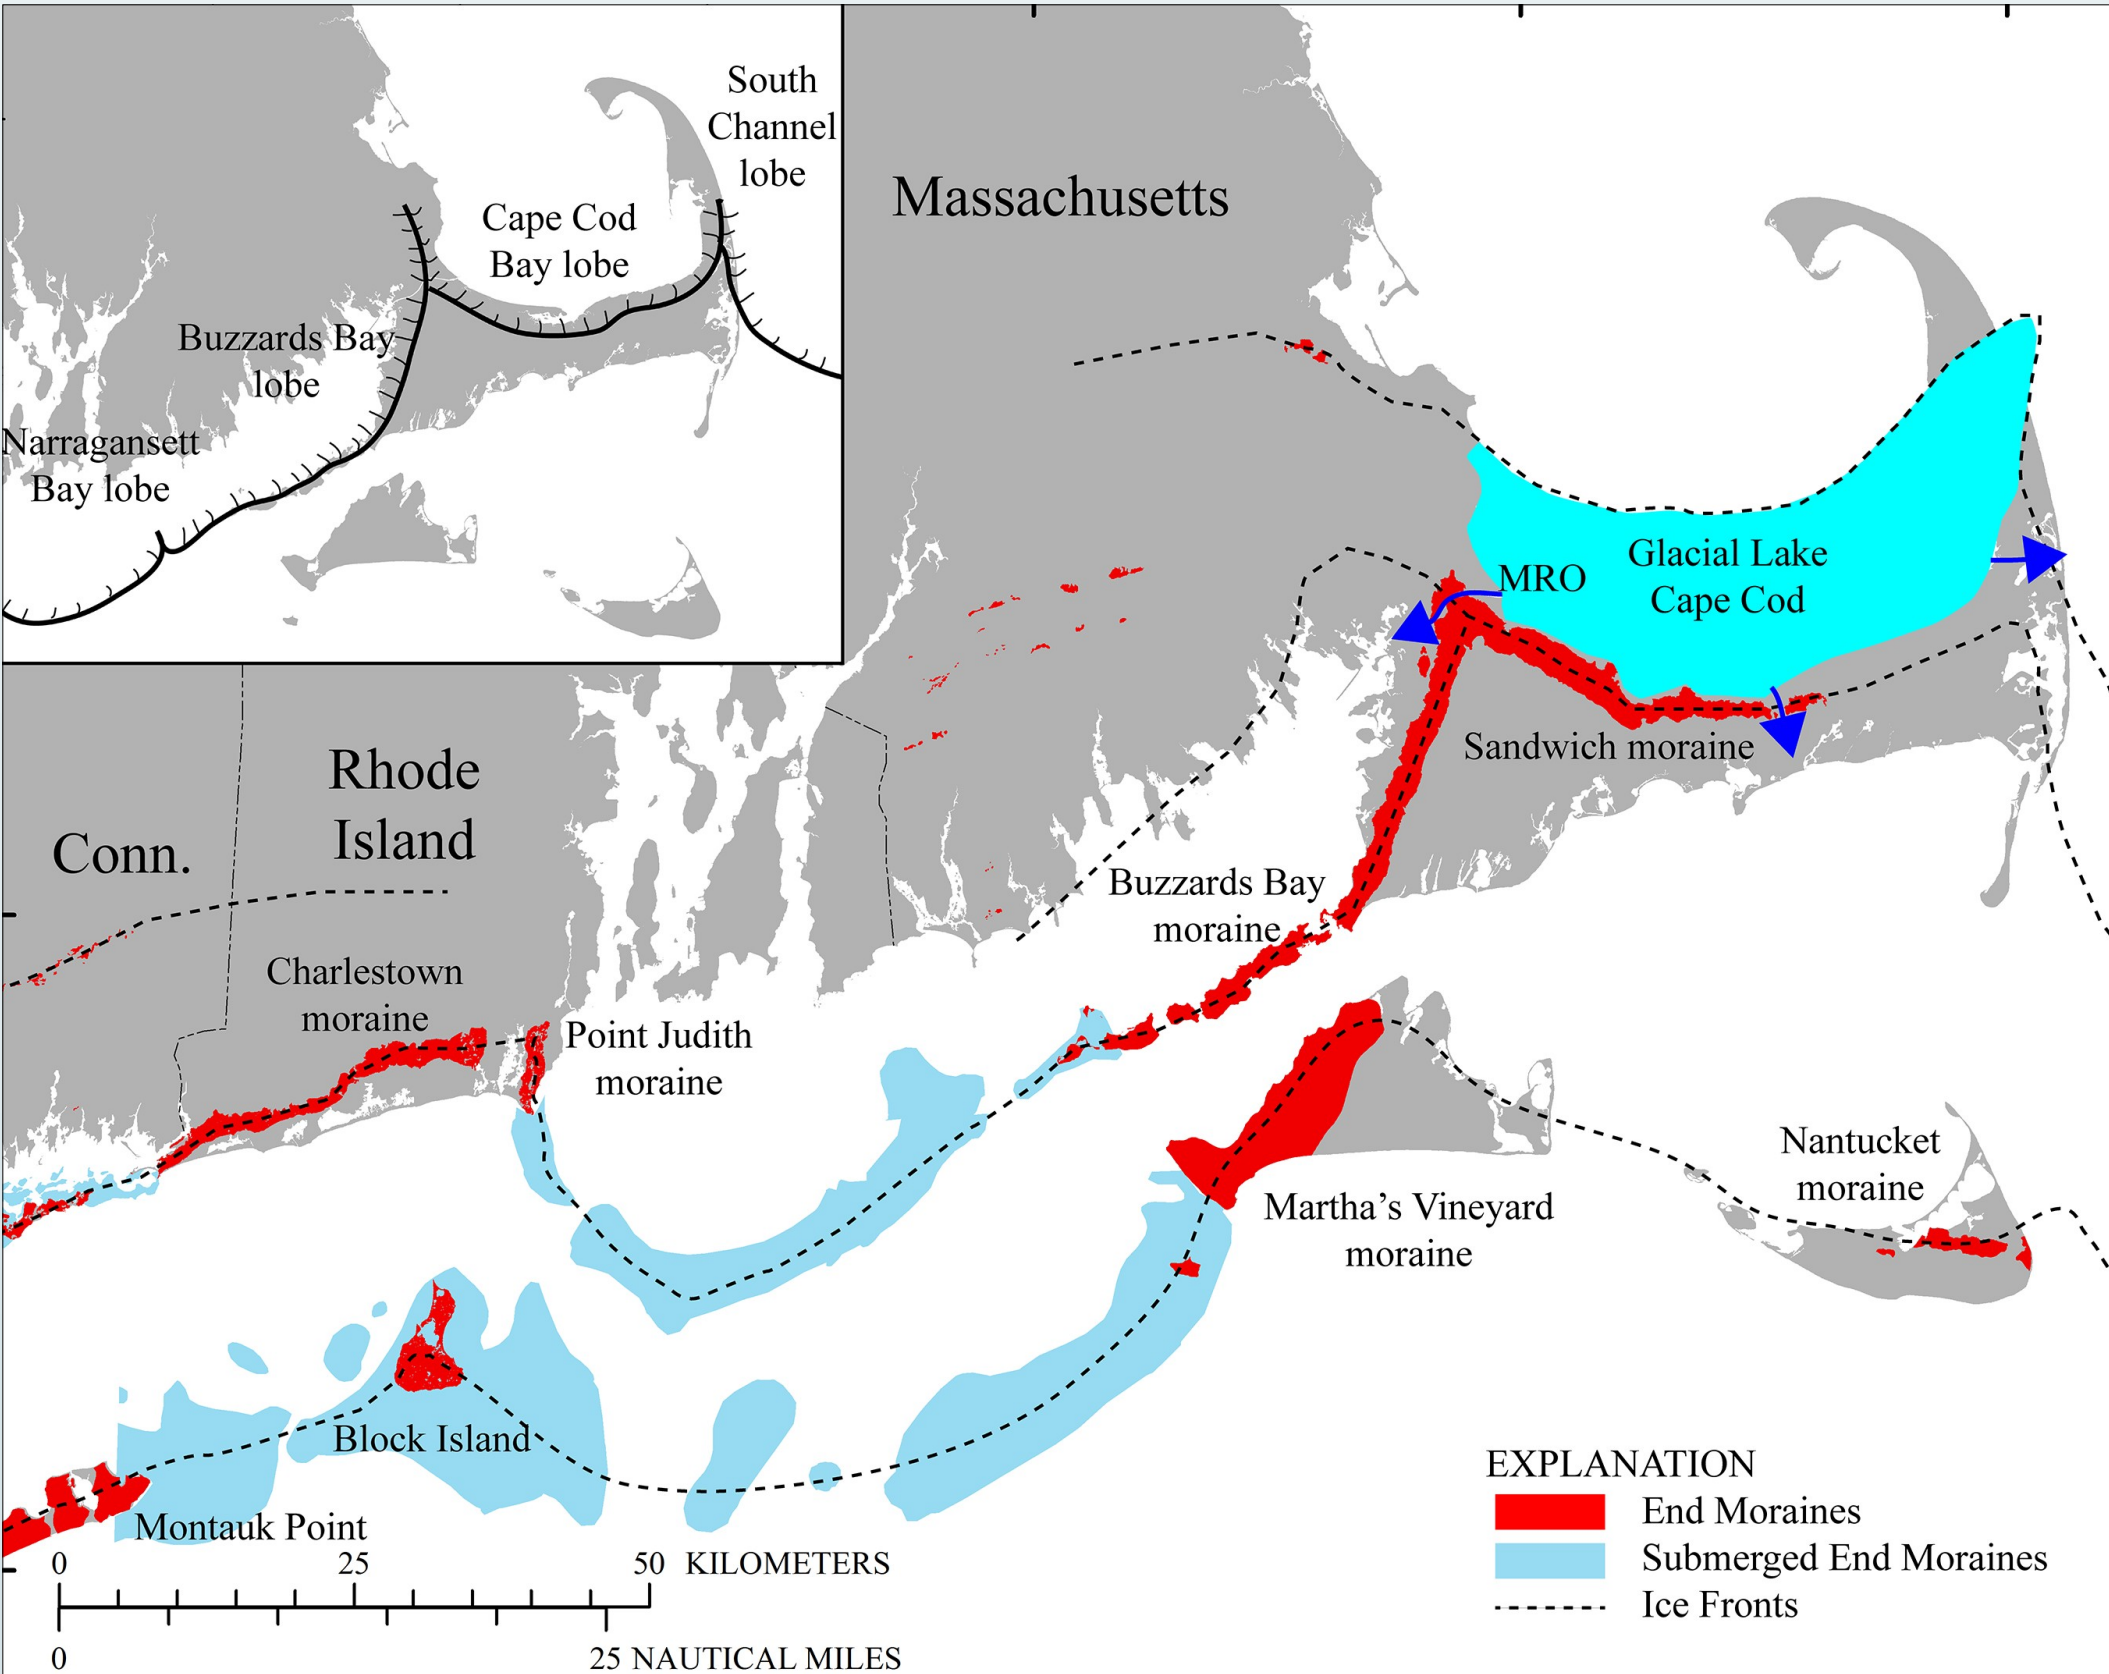 South
Channel
lobe
Cape Cod
Bay lobe
Buzzards Bay
lobe
Narragansett
Bay lobe
Massachusetts
MRO
Glacial Lake
Cape Cod
Sandwich moraine
Rhode
Island
Conn.
Buzzards Bay
moraine
Charlestown
moraine
Point Judith
moraine
Nantucket
moraine
Martha's Vineyard
moraine
Block Island
Montauk Point
0 25 50 KILOMETERS
0 25 NAUTICAL MILES
EXPLANATION
End Moraines
Submerged End Moraines
Ice Fronts